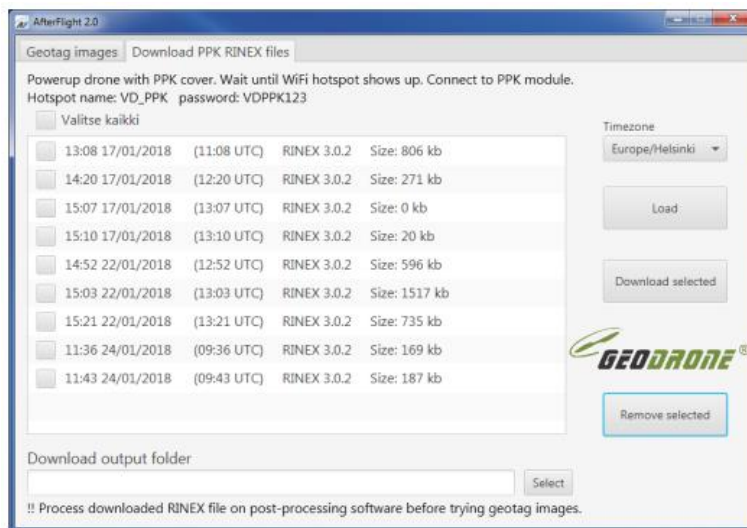 AfterFlight 2.0
Geotag images Download PPK RINEX files
Powerup drone with PPK cover. Wait until WiFi hotspot shows up. Connect to PPK module.
Hotspot name: VD_PPK password: VDPPK123
Valitse kaikki
Timezone
Europe/Helsinki
13:08 17/01/2018 (11:08 UTC) RINEX 3.0.2 Size: 806 kb
14:20 17/01/2018 (12:20 UTC) RINEX 3.0.2 Size: 271 kb
15:07 17/01/2018 (13:07 UTC) RINEX 3.0.2 Size: 0 kb
15:10 17/01/2018 (13:10 UTC) RINEX 3.0.2 Size: 20 kb
14:52 22/01/2018 (12:52 UTC) RINEX 3.0.2 Size: 596 kb
15:03 22/01/2018 (13:03 UTC) RINEX 3.0.2 Size: 1517 kb
15:21 22/01/2018 (13:21 UTC) RINEX 3.0.2 Size: 735 kb
11:36 24/01/2018 (09:36 UTC) RINEX 3.0.2 Size: 169 kb
11:43 24/01/2018 (09:43 UTC) RINEX 3.0.2 Size: 187 kb
Load
Download selected
GEODRONE ®
Remove selected
Download output folder
Select
!! Process downloaded RINEX file on post-processing software before trying geotag images.